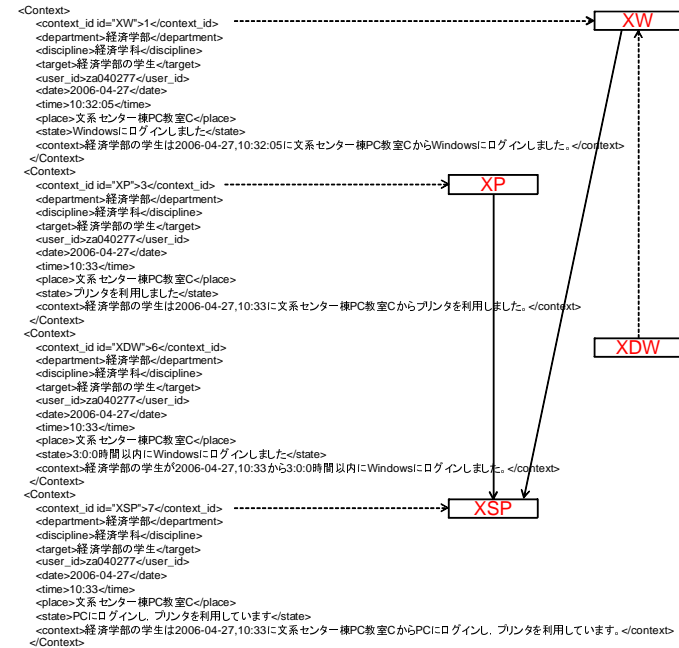 <Context>
<context_id id="XW">1</context_id>
XW
<department>経済学部</department>
<discipline>経済学科</discipline>
<target>経済学部の学生</target>
<user_id>za040277</user_id>
<date>2006-04-27</date>
<time>10:32:05</time>
<place>文系センター棟PC教室C</place>
<state>Windowsにログインしました</state>
<context>経済学部の学生は2006-04-27,10:32:05に文系センター棟PC教室CからWindowsにログインしました。</context>
</Context>
<Context>
<context_id id="XP">3</context_id>
XP
<department>経済学部</department>
<discipline>経済学科</discipline>
<target>経済学部の学生</target>
<user_id>za040277</user_id>
<date>2006-04-27</date>
<time>10:33</time>
<place>文系センター棟PC教室C</place>
<state>プリンタを利用しました</state>
<context>経済学部の学生は2006-04-27,10:33に文系センター棟PC教室Cからプリンタを利用しました。</context>
</Context>
<Context>
<context_id id="XDW">6</context_id>
XDW
<department>経済学部</department>
<discipline>経済学科</discipline>
<target>経済学部の学生</target>
<user_id>za040277</user_id>
<date>2006-04-27</date>
<time>10:33</time>
<place>文系センター棟PC教室C</place>
<state>3:0:0時間以内にWindowsにログインしました</state>
<context>経済学部の学生が2006-04-27,10:33から3:0:0時間以内にWindowsにログインしました。</context>
</Context>
<Context>
<context_id id="XSP">7</context_id>
XSP
<department>経済学部</department>
<discipline>経済学科</discipline>
<target>経済学部の学生</target>
<user_id>za040277</user_id>
<date>2006-04-27</date>
<time>10:33</time>
<place>文系センター棟PC教室C</place>
<state>PCにログインし，プリンタを利用しています</state>
<context>経済学部の学生は2006-04-27,10:33に文系センター棟PC教室CからPCにログインし，プリンタを利用しています。</context>
</Context>